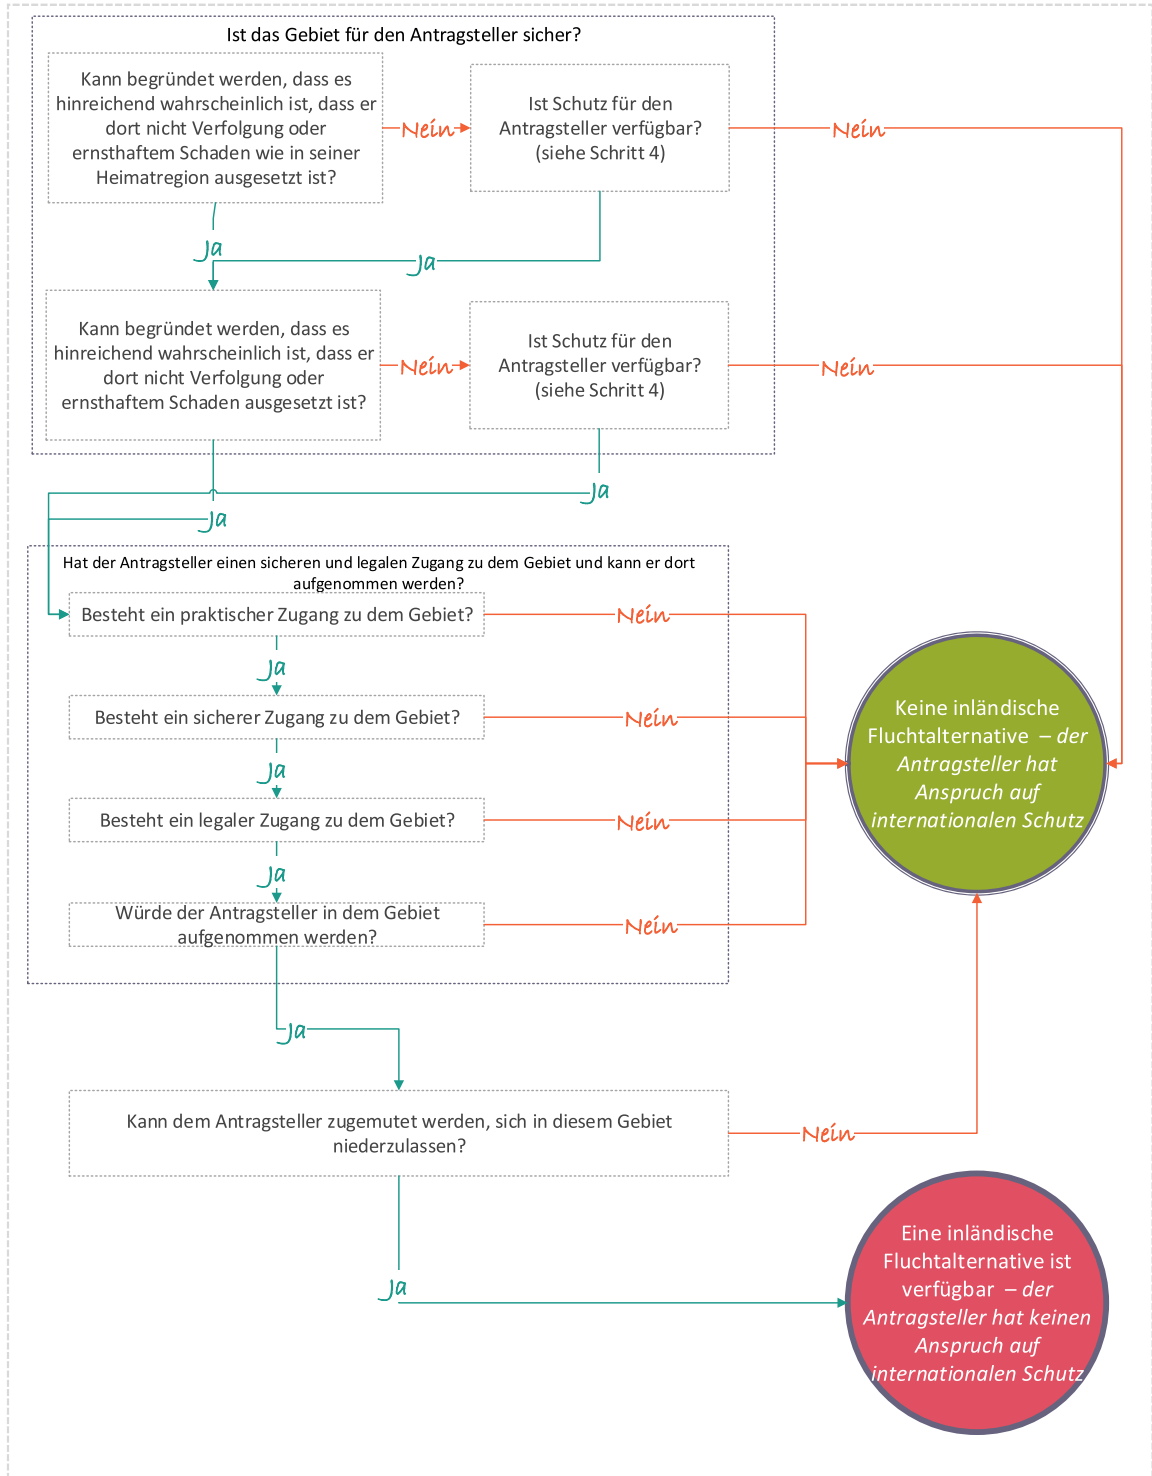 Ist das Gebiet für den Antragsteller sicher?
Kann begründet werden, dass es
hinreichend wahrscheinlich ist, dass er
dort nicht Verfolgung oder
ernsthaftem Schaden wie in seiner
Heimatregion ausgesetzt ist?
Nein
Ist Schutz für den
Antragsteller verfügbar?
(siehe Schritt 4)
Nein
Ja
Ja
Kann begründet werden, dass es
hinreichend wahrscheinlich ist, dass er
dort nicht Verfolgung oder
ernsthaftem Schaden ausgesetzt ist?
Nein
Ist Schutz für den
Antragsteller verfügbar?
(siehe Schritt 4)
Nein
Ja
Ja
Hat der Antragsteller einen sicheren und legalen Zugang zu dem Gebiet und kann er dort
aufgenommen werden?
Besteht ein praktischer Zugang zu dem Gebiet?
Nein
Ja
Besteht ein sicherer Zugang zu dem Gebiet?
Nein
Ja
Besteht ein legaler Zugang zu dem Gebiet?
Nein
Ja
Würde der Antragsteller in dem Gebiet
aufgenommen werden?
Nein
Keine inländische
Fluchtalternative – der
Antragsteller hat
Anspruch auf
internationalen Schutz
Ja
Kann dem Antragsteller zugemutet werden, sich in diesem Gebiet
niederzulassen?
Nein
Ja
Eine inländische
Fluchtalternative ist
verfügbar – der
Antragsteller hat keinen
Anspruch auf
internationalen Schutz